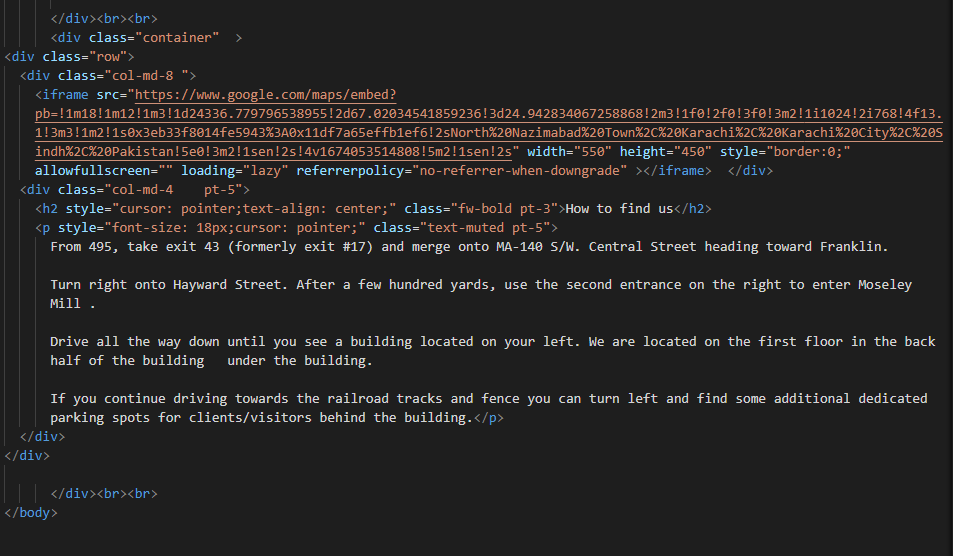 </div><br><br>
<div class="container"  >
<div class="row">
<div class="col-md-8 ">
<iframe src="https://www.google.com/maps/embed?
pb=!1m18!1m12!1m3!1d24336.779796538955!2d67.02034541859236!3d24.942834067258868!2m3!1f0!2f0!3f0!3m2!1i1024!2i768!4f13.
1!3m3!1m2!1s0x3eb33f8014fe5943%3A0x11df7a65effb1ef6!2sNorth%20Nazimabad%20Town%2C%20Karachi%2C%20Karachi%20City%2C%20S
indh%2C%20Pakistan!5e0!3m2!1sen!2s!4v1674053514808!5m2!1sen!2s" width="550" height="450" style="border:0;"
allowfullscreen="" loading="lazy" referrerpolicy="no-referrer-when-downgrade" ></iframe>  </div>
<div class="col-md-4    pt-5">
<h2 style="cursor: pointer;text-align: center;" class="fw-bold pt-3">How to find us</h2>
<p style="font-size: 18px;cursor: pointer;" class="text-muted pt-5">
From 495, take exit 43 (formerly exit #17) and merge onto MA-140 S/W. Central Street heading toward Franklin.
Turn right onto Hayward Street. After a few hundred yards, use the second entrance on the right to enter Moseley
Mill .
Drive all the way down until you see a building located on your left. We are located on the first floor in the back
half of the building   under the building.
If you continue driving towards the railroad tracks and fence you can turn left and find some additional dedicated
parking spots for clients/visitors behind the building.</p>
</div>
</div>
</div><br><br>
</body>